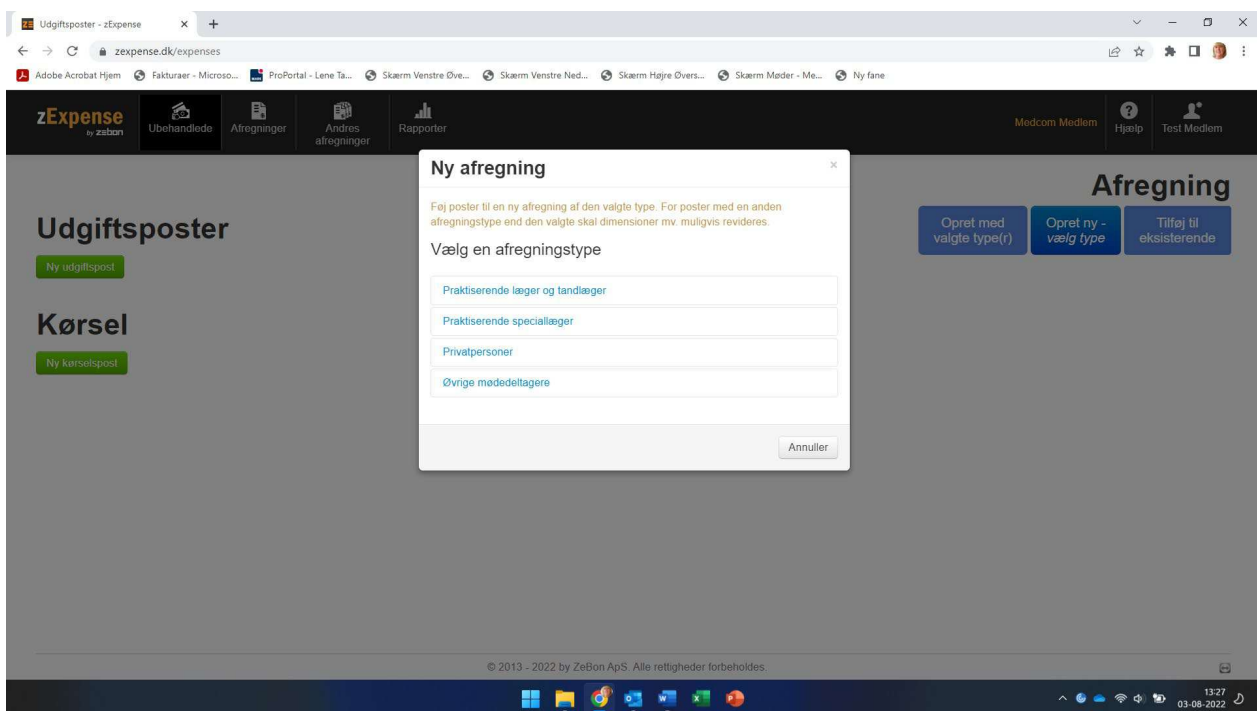 Udgiftsposter - zExpense
zexpense.dk/expenses
Adobe Acrobat Hjem Fakturaer - Microso... ProPortal - Lene Ta... Skærm Venstre Øve... Skærm Venstre Ned... Skærm Højre Øvers... Skærm Møder - Me... Ny fane
zExpense
by zebon
Ubehandlede
Afregninger
Andres
afregninger
Rapporter
Medcom Medlem
Hjælp
Test Medlem
Ny afregning
Føj poster til en ny afregning af den valgte type. For poster med en anden
afregningstype end den valgte skal dimensioner mv. muligvis revideres.
Vælg en afregningstype
Praktiserende læger og tandlæger
Praktiserende speciallæger
Privatpersoner
Øvrige mødedeltagere
Annuller
Udgiftsposter
Ny udgiftspost
Kørsel
Ny kørselspost
Afregning
Opret med
valgte type(r)
Opret ny -
vælg type
Tilføj til
eksisterende
© 2013 - 2022 by ZeBon ApS. Alle rettigheder forbeholdes.
13:27
03-08-2022